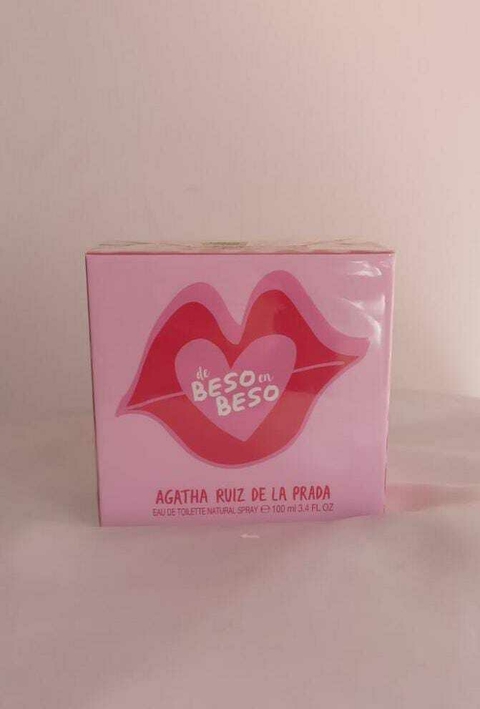 de
BESO en
BESO
AGATHA RUIZ DE LA PRADA
EAU DE TOILETTE NATURAL SPRAY ℮ 100 ml 3.4 FL OZ